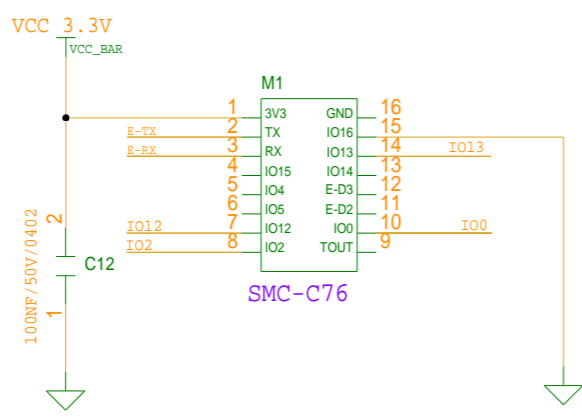 VCC 3.3V
VCC_BAR
M1
1 3V3 GND 16
E-TX 2 TX IO16 15
E-RX 3 RX IO13 14 IO13
4 IO15 IO14 13
5 IO4 E-D3 12
6 IO5 E-D2 11
IO12 7 IO12 IO0 10 IO0
IO2 8 IO2 TOUT 9
SMC-C76
2
C12
100NF/50V/0402
1